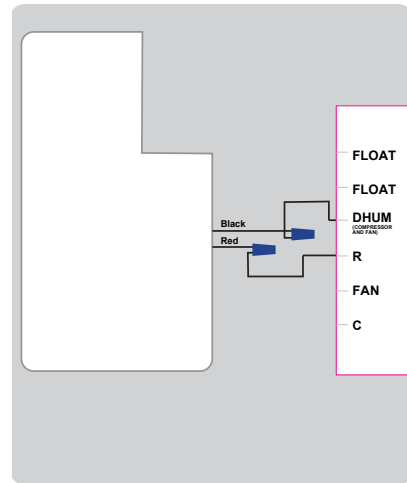 FLOAT
FLOAT
DHUM
(COMPRESSOR
AND FAN)
Black
Red
R
FAN
C